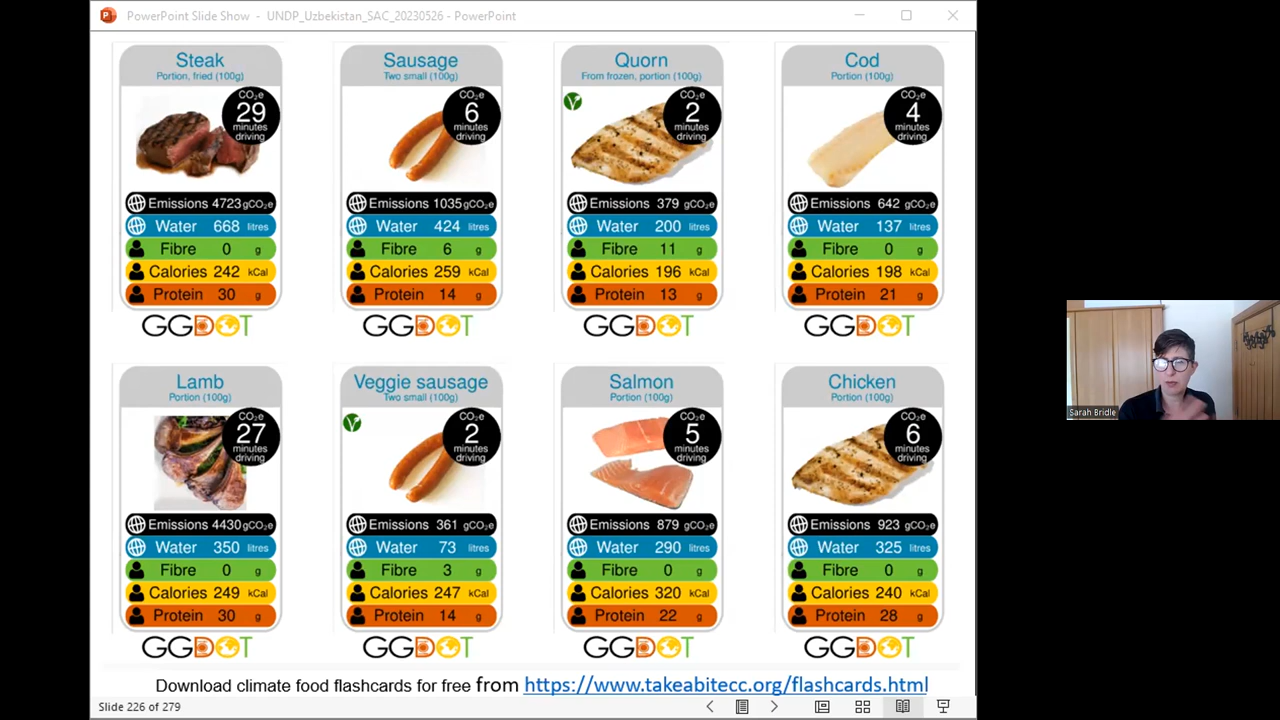 PowerPoint Slide Show - UNDP_Uzbekistan_SAC_20230526 - PowerPoint
Steak
Portion, fried (100g)
CO₂e
29
minutes
driving
Emissions 4723 gCO₂e
Water 668 litres
Fibre 0 g
Calories 242 kCal
Protein 30 g
GGDOT
Sausage
Two small (100g)
CO₂e
6
minutes
driving
Emissions 1035 gCO₂e
Water 424 litres
Fibre 6 g
Calories 259 kCal
Protein 14 g
GGDOT
Quorn
From frozen, portion (100g)
CO₂e
2
minutes
driving
Emissions 379 gCO₂e
Water 200 litres
Fibre 11 g
Calories 196 kCal
Protein 13 g
GGDOT
Cod
Portion (100g)
CO₂e
4
minutes
driving
Emissions 642 gCO₂e
Water 137 litres
Fibre 0 g
Calories 198 kCal
Protein 21 g
GGDOT
Lamb
Portion (100g)
CO₂e
27
minutes
driving
Emissions 4430 gCO₂e
Water 350 litres
Fibre 0 g
Calories 249 kCal
Protein 30 g
GGDOT
Veggie sausage
Two small (100g)
CO₂e
2
minutes
driving
Emissions 361 gCO₂e
Water 73 litres
Fibre 3 g
Calories 247 kCal
Protein 14 g
GGDOT
Salmon
Portion (100g)
CO₂e
5
minutes
driving
Emissions 879 gCO₂e
Water 290 litres
Fibre 0 g
Calories 320 kCal
Protein 22 g
GGDOT
Chicken
Portion (100g)
CO₂e
6
minutes
driving
Emissions 923 gCO₂e
Water 325 litres
Fibre 0 g
Calories 240 kCal
Protein 28 g
GGDOT
Download climate food flashcards for free from https://www.takeabitecc.org/flashcards.html
Slide 226 of 279
Sarah Bridle